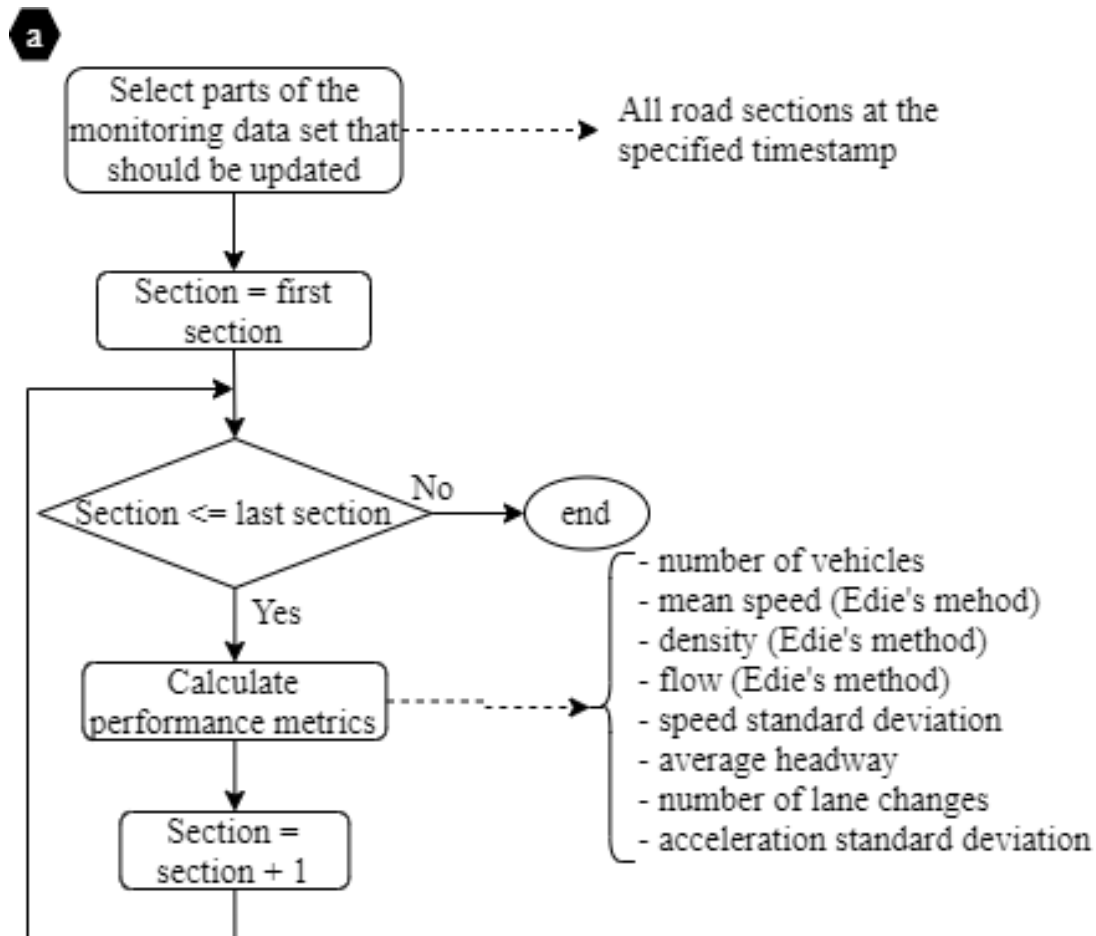 a
Select parts of the
monitoring data set that
should be updated
All road sections at the
specified timestamp
Section = first
section
Section <= last section
No
end
Yes
Calculate
performance metrics
- number of vehicles
- mean speed (Edie's mehod)
- density (Edie's method)
- flow (Edie's method)
- speed standard deviation
- average headway
- number of lane changes
- acceleration standard deviation
Section =
section + 1